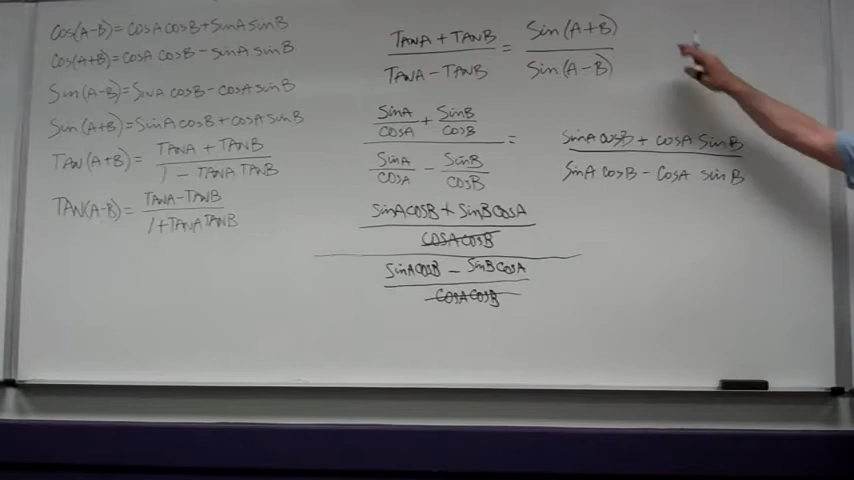 Cos(A-B)= COSA COSB + SINA SINB
Cos(A+B)= COSA COSB - SINA SINB
Sin(A-B)= SINA COSB - COSA SINB
Sin(A+B)= SINA COSB + COSA SINB
TAN(A+B) = TANA + TANB / 1 - TANA TANB
TAN(A-B) = TANA - TANB / 1 + TANA TANB
TANA + TANB / TANA - TANB = Sin(A+B) / Sin(A-B)
SinA/COSA + SinB/COSB / SinA/COSA - SinB/COSB = SinA COSB + COSA SinB / SinA COSB - COSA SinB
SinACOSB + SinBCOSA
COSACOSB
SinACOSB - SinBCOSA
COSACOSB